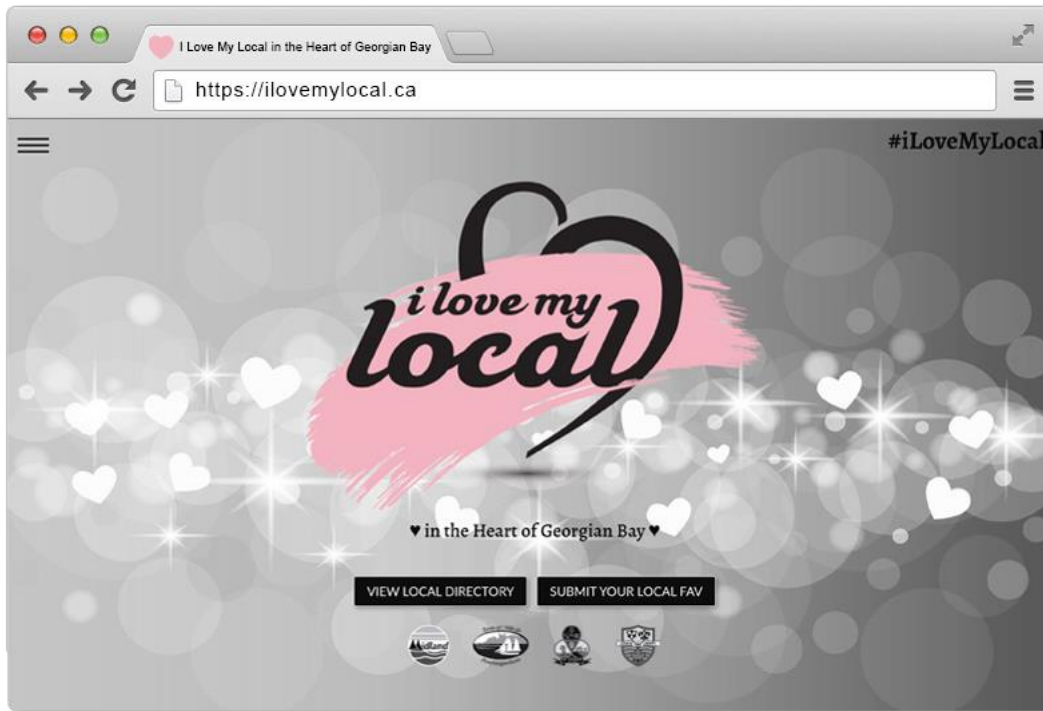 I Love My Local in the Heart of Georgian Bay
https://ilovemylocal.ca
#iLoveMyLocal
i love my
local
♥ in the Heart of Georgian Bay ♥
VIEW LOCAL DIRECTORY SUBMIT YOUR LOCAL FAV
Midland